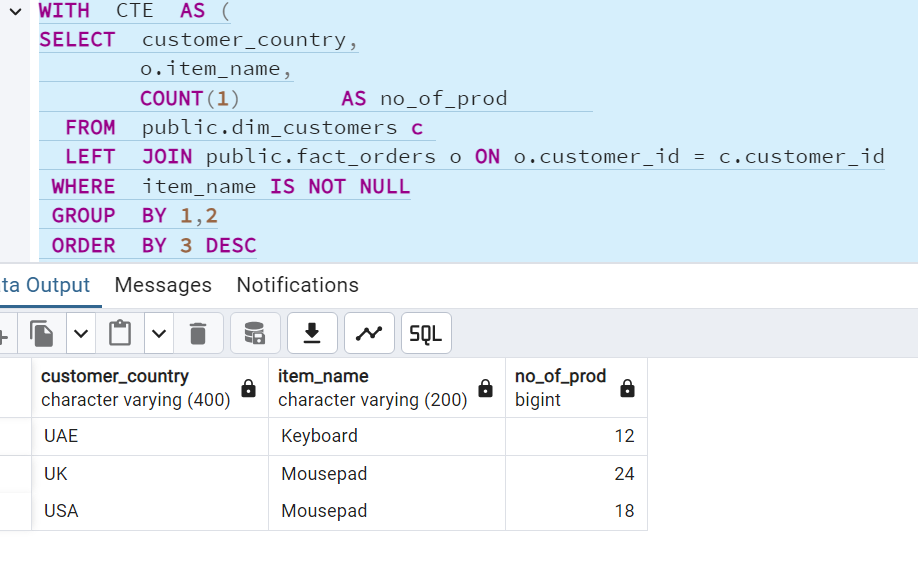 WITH CTE AS (
SELECT customer_country,
o.item_name,
COUNT(1) AS no_of_prod
FROM public.dim_customers c
LEFT JOIN public.fact_orders o ON o.customer_id = c.customer_id
WHERE item_name IS NOT NULL
GROUP BY 1,2
ORDER BY 3 DESC
ta Output Messages Notifications
SQL
customer_country item_name no_of_prod
character varying (400) character varying (200) bigint
UAE Keyboard 12
UK Mousepad 24
USA Mousepad 18